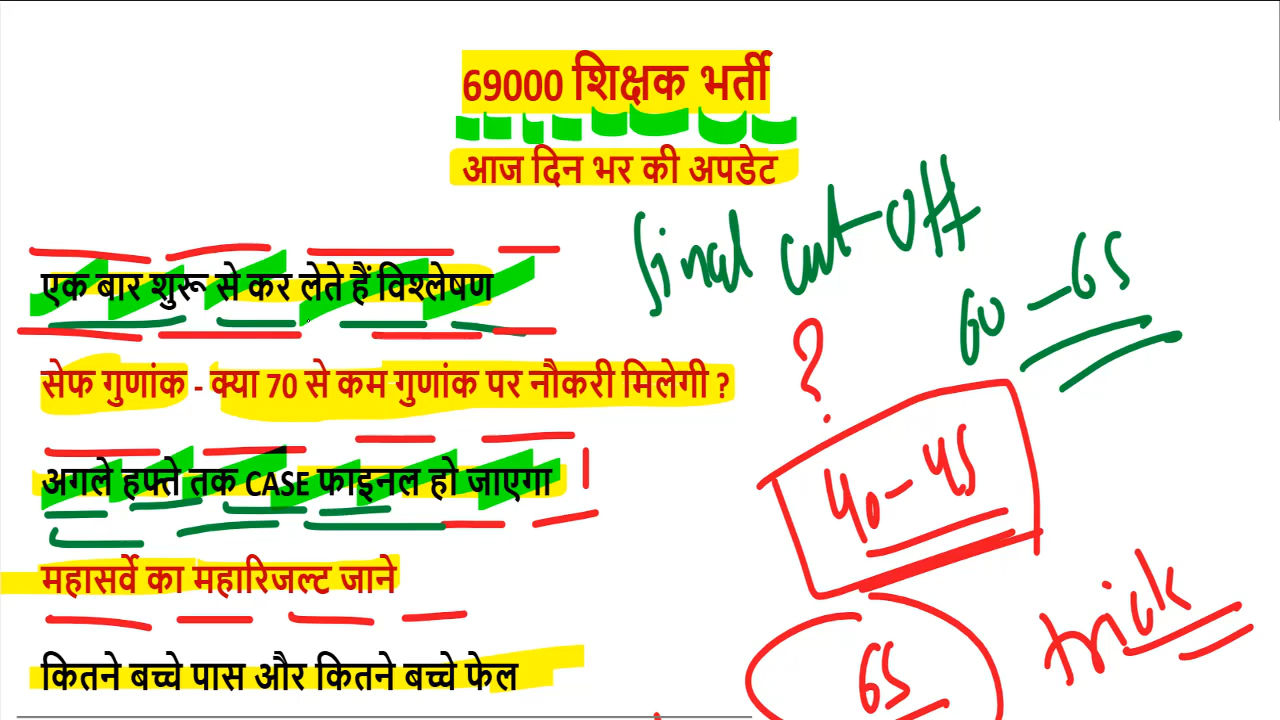 69000 शिक्षक भर्ती
आज दिन भर की अपडेट
एक बार शुरू से कर लेते हैं विश्लेषण
सेफ गुणांक - क्या 70 से कम गुणांक पर नौकरी मिलेगी ?
अगले हफ्ते तक CASE फाइनल हो जाएगा
महासर्वे का महारिजल्ट जाने
कितने बच्चे पास और कितने बच्चे फेल
final cut-off
60 - 65
?
40 - 45
trick
65